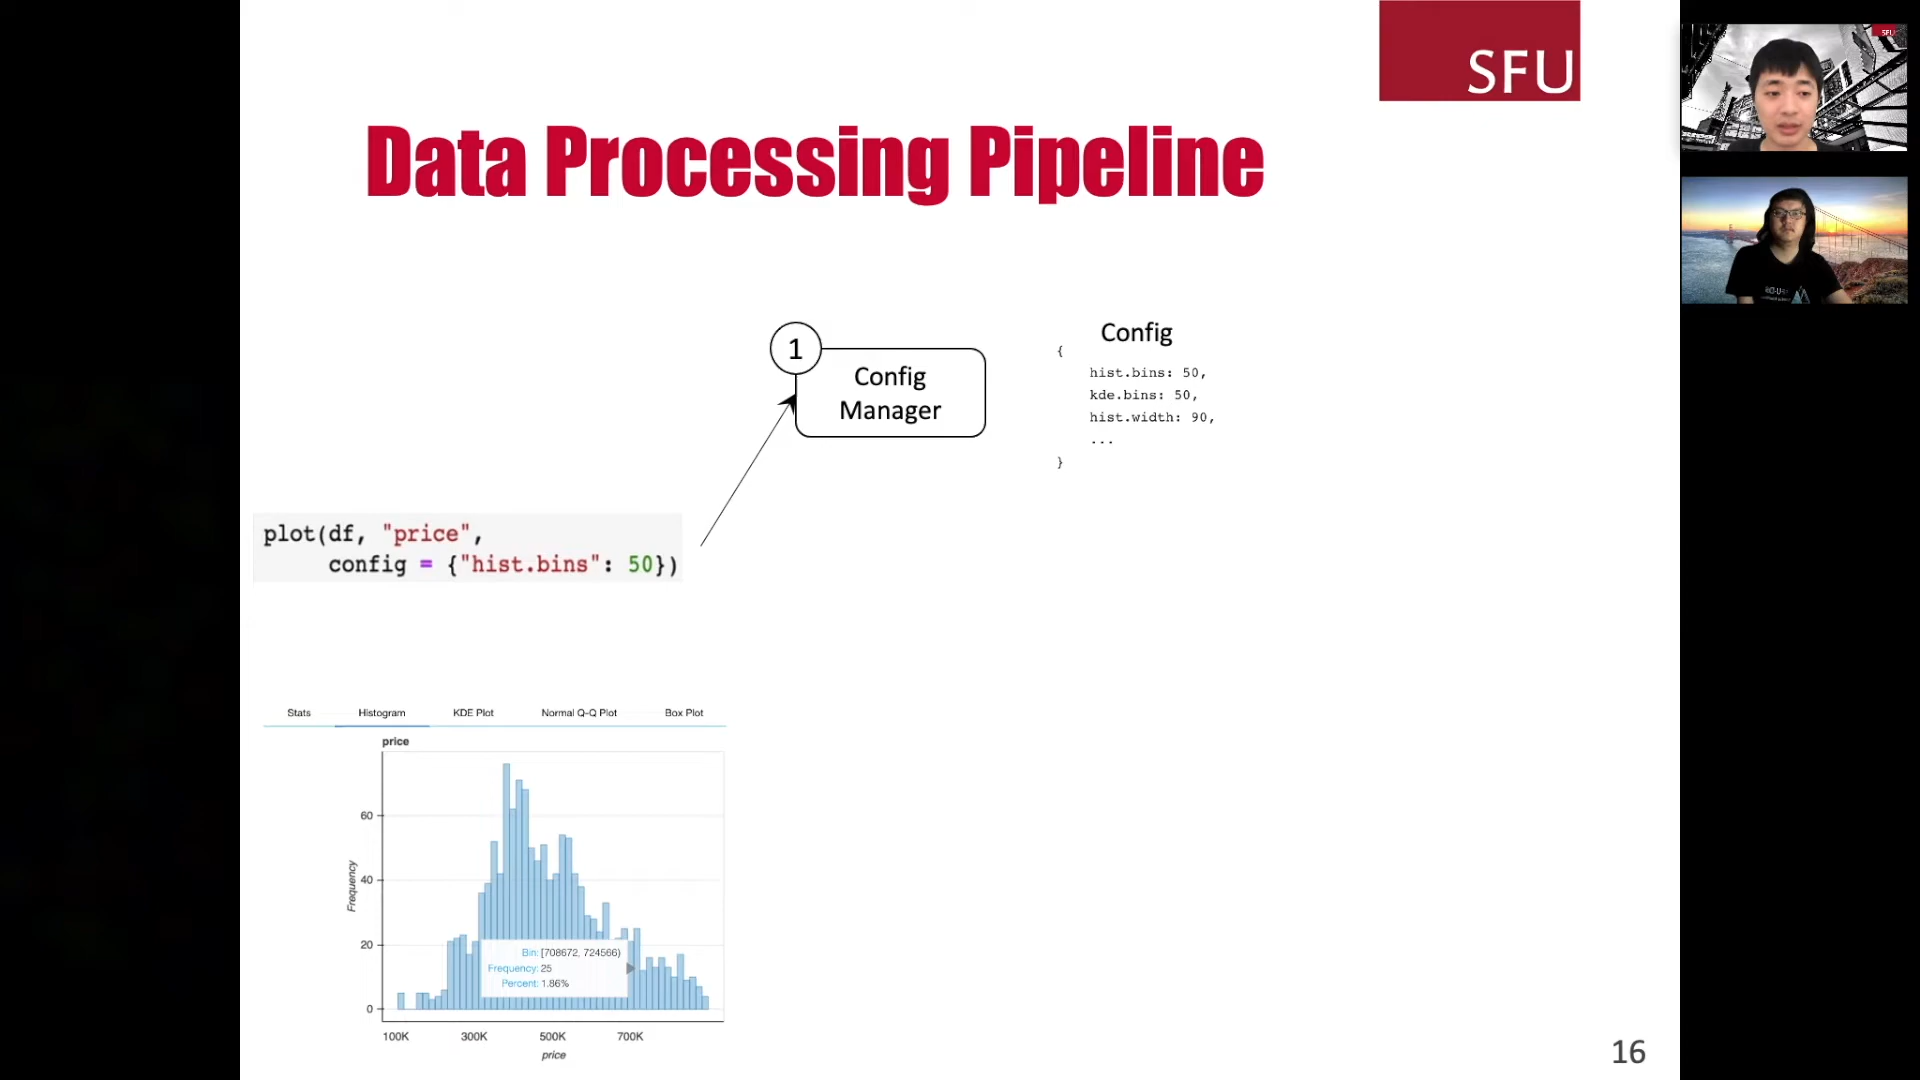 SFU
Data Processing Pipeline
1
Config
Manager
Config
{
hist.bins: 50,
kde.bins: 50,
hist.width: 90,
...
}
plot(df, "price",
config = {"hist.bins": 50})
Stats Histogram KDE Plot Normal Q-Q Plot Box Plot
price
60
40
20
0
Frequency
Bin: [708672, 724566)
Frequency: 25
Percent: 1.86%
100K 300K 500K 700K
price
16
SFU